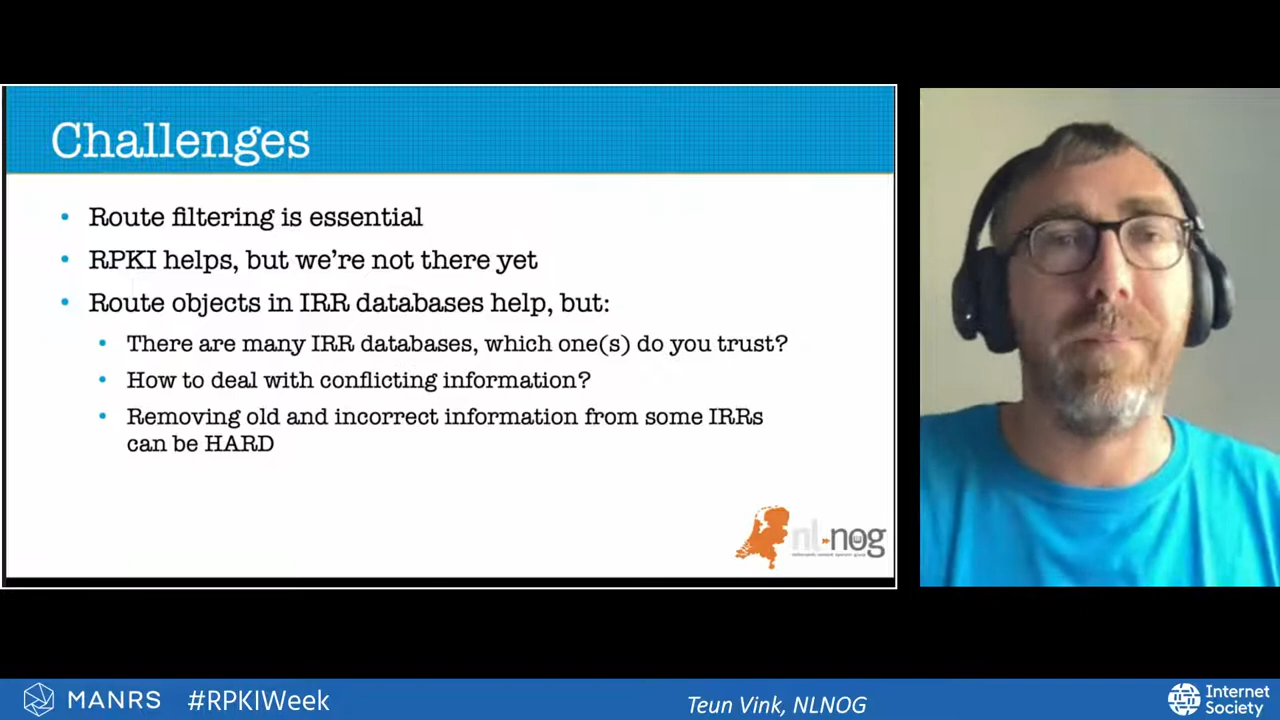 Challenges
• Route filtering is essential
• RPKI helps, but we're not there yet
• Route objects in IRR databases help, but:
• There are many IRR databases, which one(s) do you trust?
• How to deal with conflicting information?
• Removing old and incorrect information from some IRRs
can be HARD
nl nog
MANRS #RPKIWeek
Teun Vink, NLNOG
Internet
Society